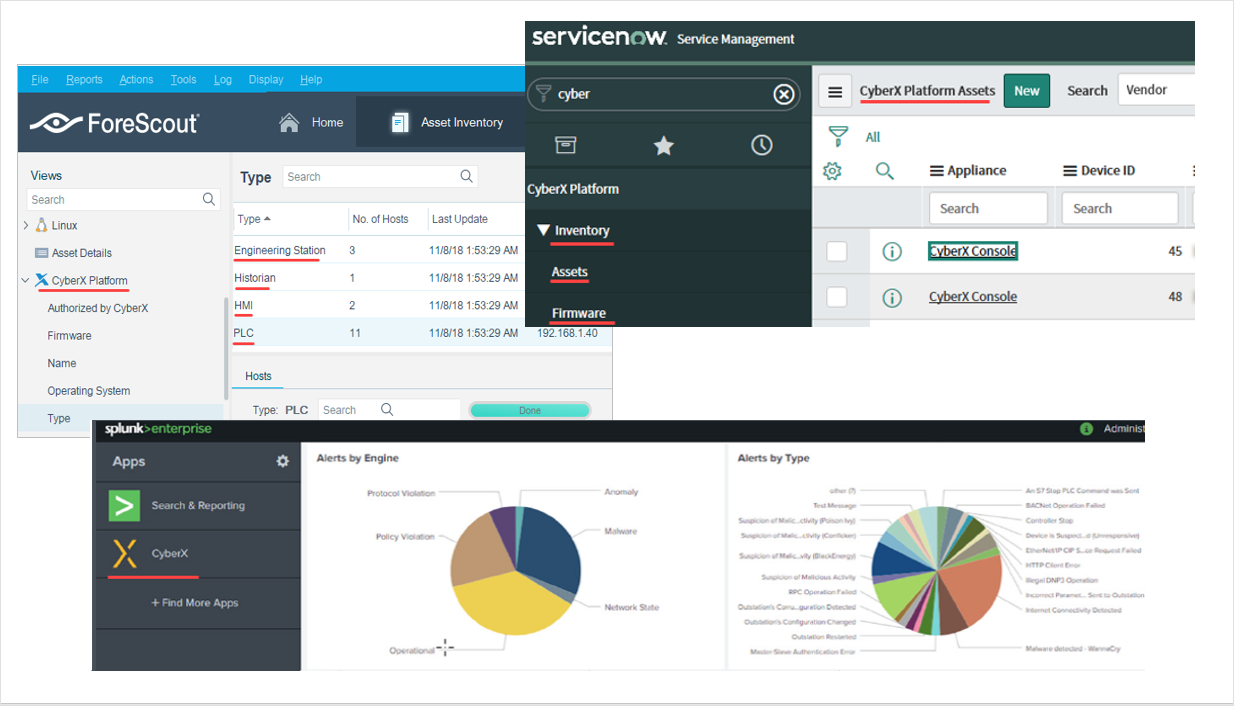 servicenow. Service Management
cyber
CyberX Platform
Inventory
Assets
Firmware
CyberX Platform Assets New Search Vendor
All
Appliance Device ID
Search Search
CyberX Console 45
CyberX Console 48
File Reports Actions Tools Log Display Help
ForeScout Home Asset Inventory
Views
Search
Linux
Asset Details
CyberX Platform
Authorized by CyberX
Firmware
Name
Operating System
Type
Type Search
Type No. of Hosts Last Update
Engineering Station 3 11/8/18 1:53:29 AM
Historian 1 11/8/18 1:53:29 AM
HMI 2 11/8/18 1:53:29 AM
PLC 11 11/8/18 1:53:29 AM 192.168.1.40
Hosts
Type: PLC Search Done
splunk>enterprise Administ
Apps
Search & Reporting
CyberX
+ Find More Apps
Alerts by Engine
Protocol Violation
Policy Violation
Operational
Anomaly
Malware
Network State
Alerts by Type
other (7)
Test Message
Suspicion of Malic...ctivity (Poison Ivy)
Suspicion of Malic...ctivity (Conficker)
Suspicion of Malic...vity (BlackEnergy)
Suspicion of Malicious Activity
RPC Operation Failed
Outstation's Corru...guration Detected
Outstation's Configuration Changed
Outstation Restarted
Master-Slave Authentication Error
An S7 Stop PLC Command was Sent
BACNet Operation Failed
Controller Stop
Device is Suspect...d (Unresponsive)
EtherNet/IP CIP S...ce Request Failed
HTTP Client Error
Illegal DNP3 Operation
Incorrect Paramet... Sent to Outstation
Internet Connectivity Detected
Malware detected - WannaCry